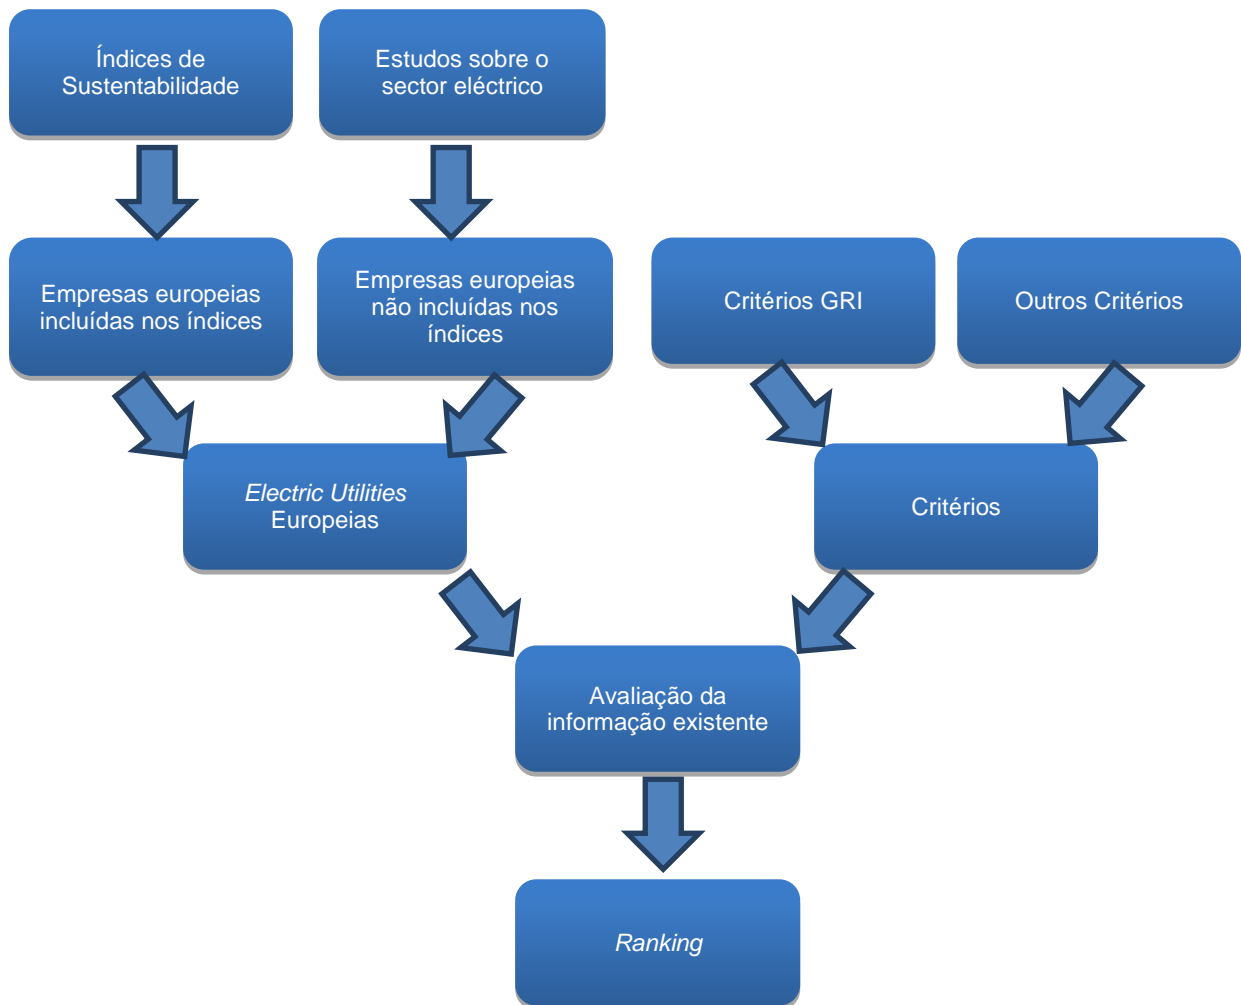 Índices de
Sustentabilidade
Estudos sobre o
sector eléctrico
Empresas europeias
incluídas nos índices
Empresas europeias
não incluídas nos
índices
Critérios GRI
Outros Critérios
Electric Utilities
Europeias
Critérios
Avaliação da
informação existente
Ranking